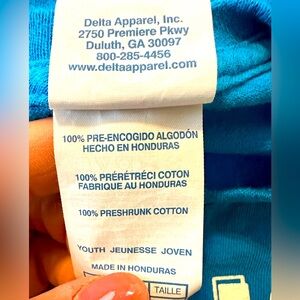 Delta Apparel, Inc.
2750 Premiere Pkwy
Duluth, GA 30097
800-285-4456
www.deltaapparel.com
100% PRE-ENCOGIDO ALGODÓN
HECHO EN HONDURAS
100% PRÉRÉTRÉCI COTON
FABRIQUE AU HONDURAS
100% PRESHRUNK COTTON
YOUTH JEUNESSE JOVEN
MADE IN HONDURAS
TAILLE